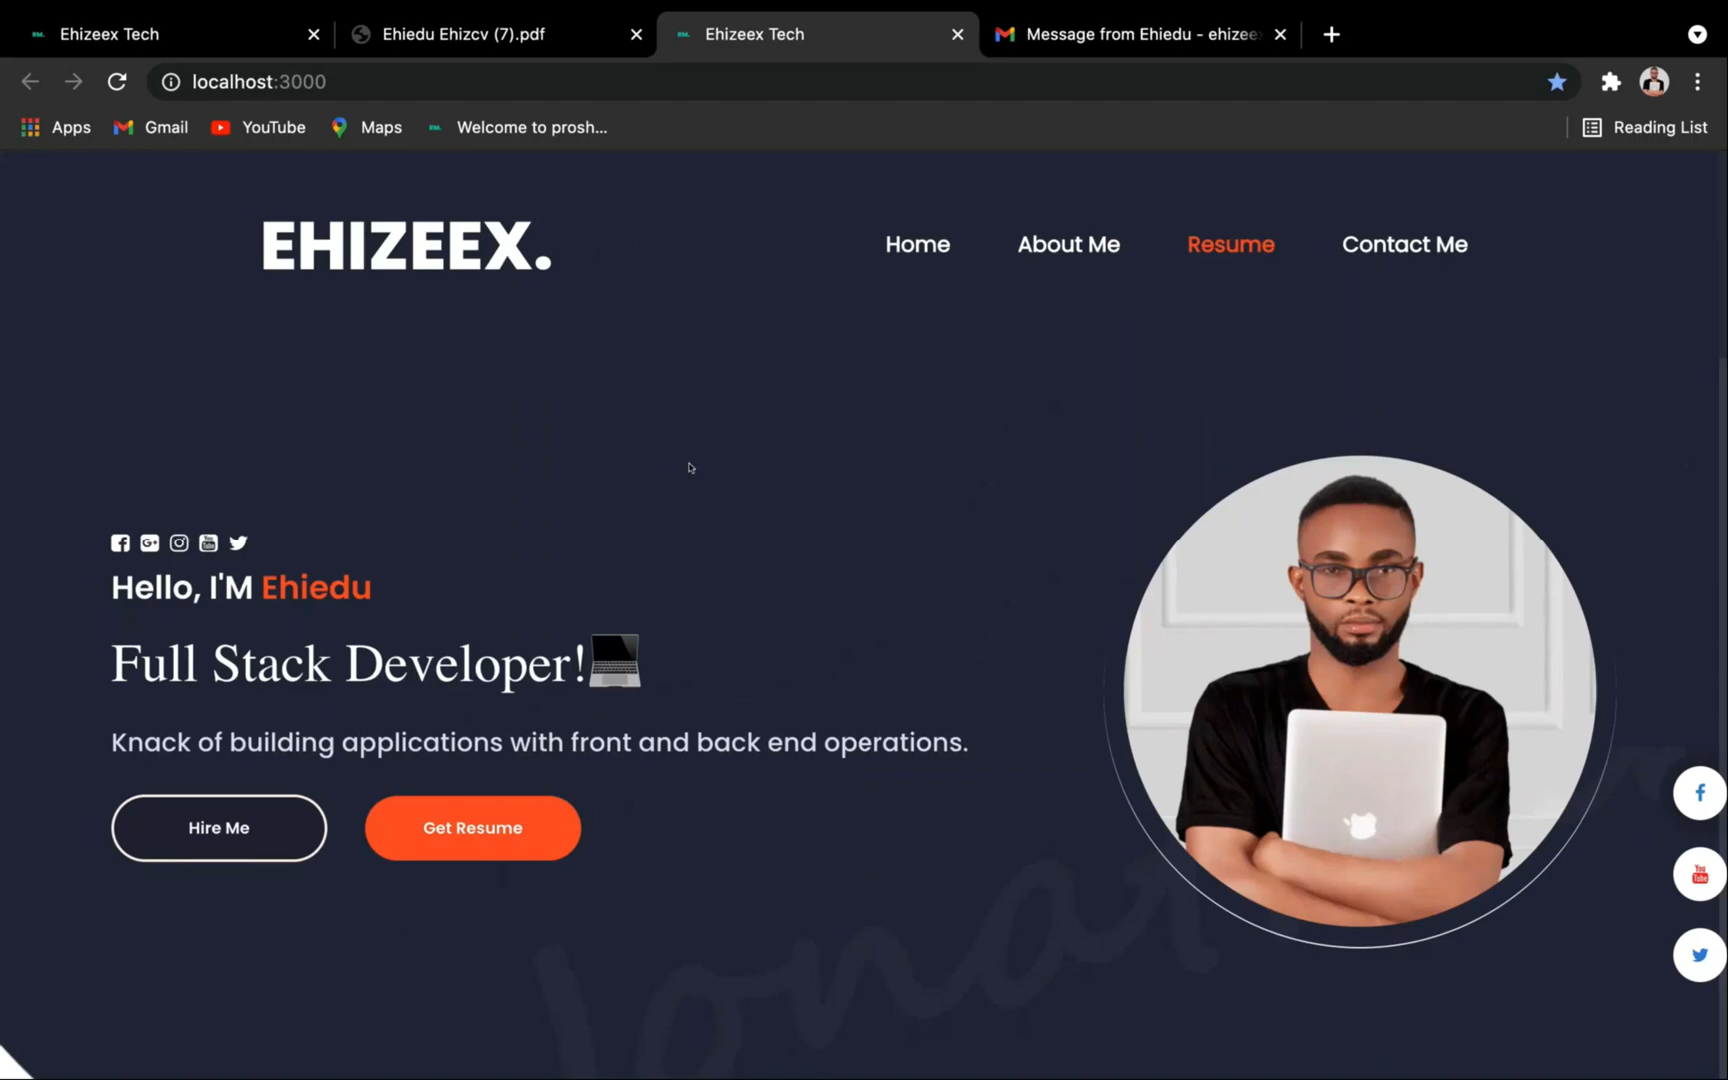 Ehizeex Tech
Ehiedu Ehizcv (7).pdf
Ehizeex Tech
Message from Ehiedu - ehizee
localhost:3000
Apps
Gmail
YouTube
Maps
Welcome to prosh...
Reading List
EHIZEEX.
Home
About Me
Resume
Contact Me
Hello, I'M Ehiedu
Full Stack Developer!
Knack of building applications with front and back end operations.
Hire Me
Get Resume
You
Tube